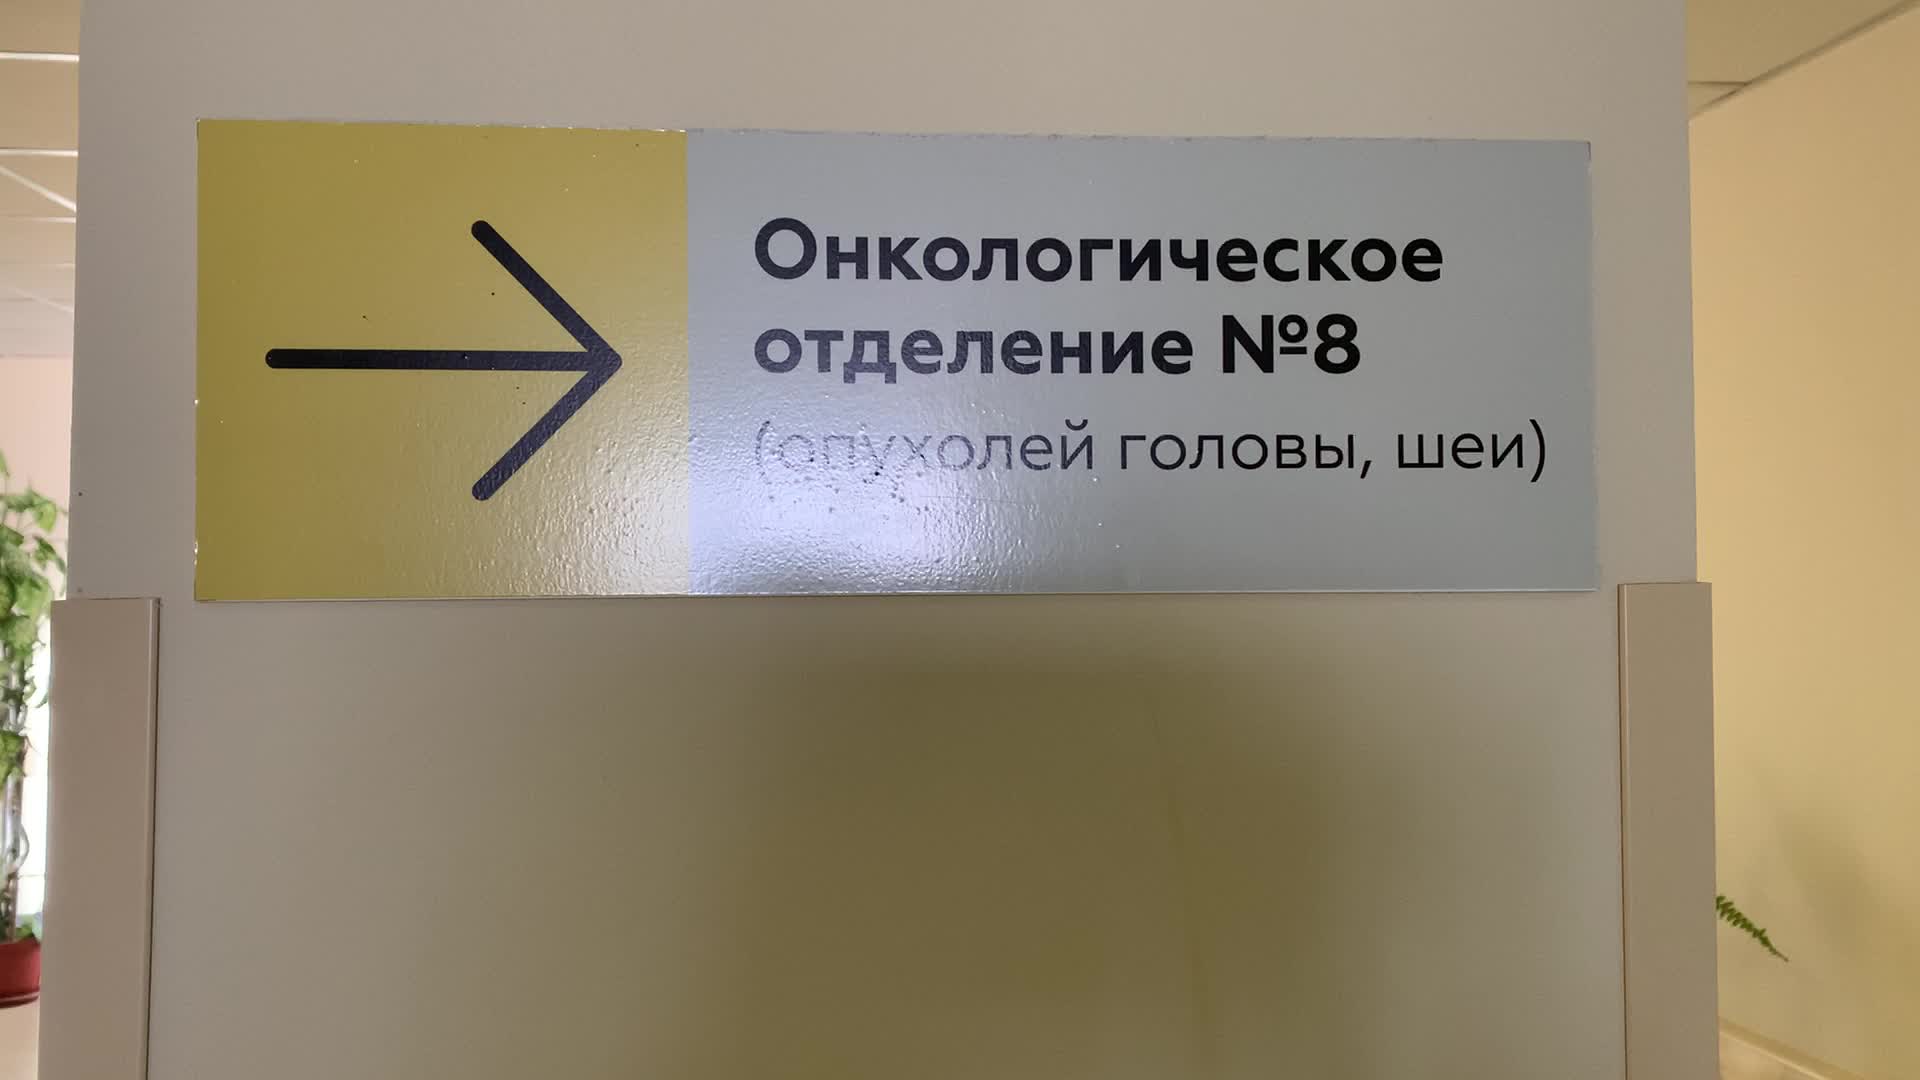 Онкологическое
отделение №8
(опухолей головы, шеи)